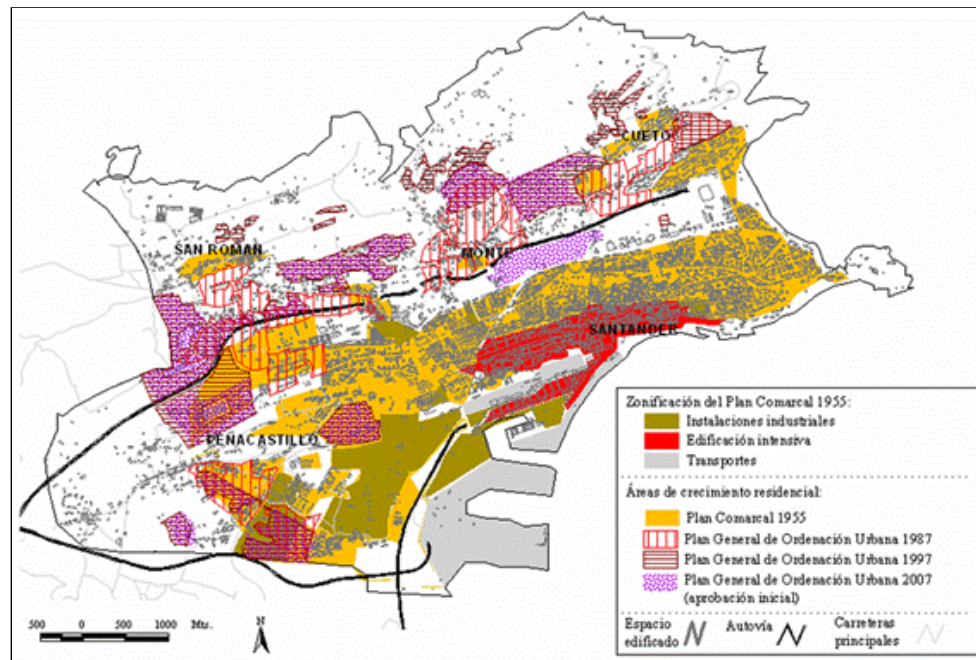 CUETO
SAN ROMAN
MONTE
SANTANDER
PEÑACASTILLO
Zonificación del Plan Comarcal 1955:
Instalaciones industriales
Edificación intensiva
Transportes
Áreas de crecimiento residencial:
Plan Comarcal 1955
Plan General de Ordenación Urbana 1987
Plan General de Ordenación Urbana 1997
Plan General de Ordenación Urbana 2007
(aprobación inicial)
Espacio edificado
Autovía
Carreteras principales
500 0 500 1000 Mts.
N